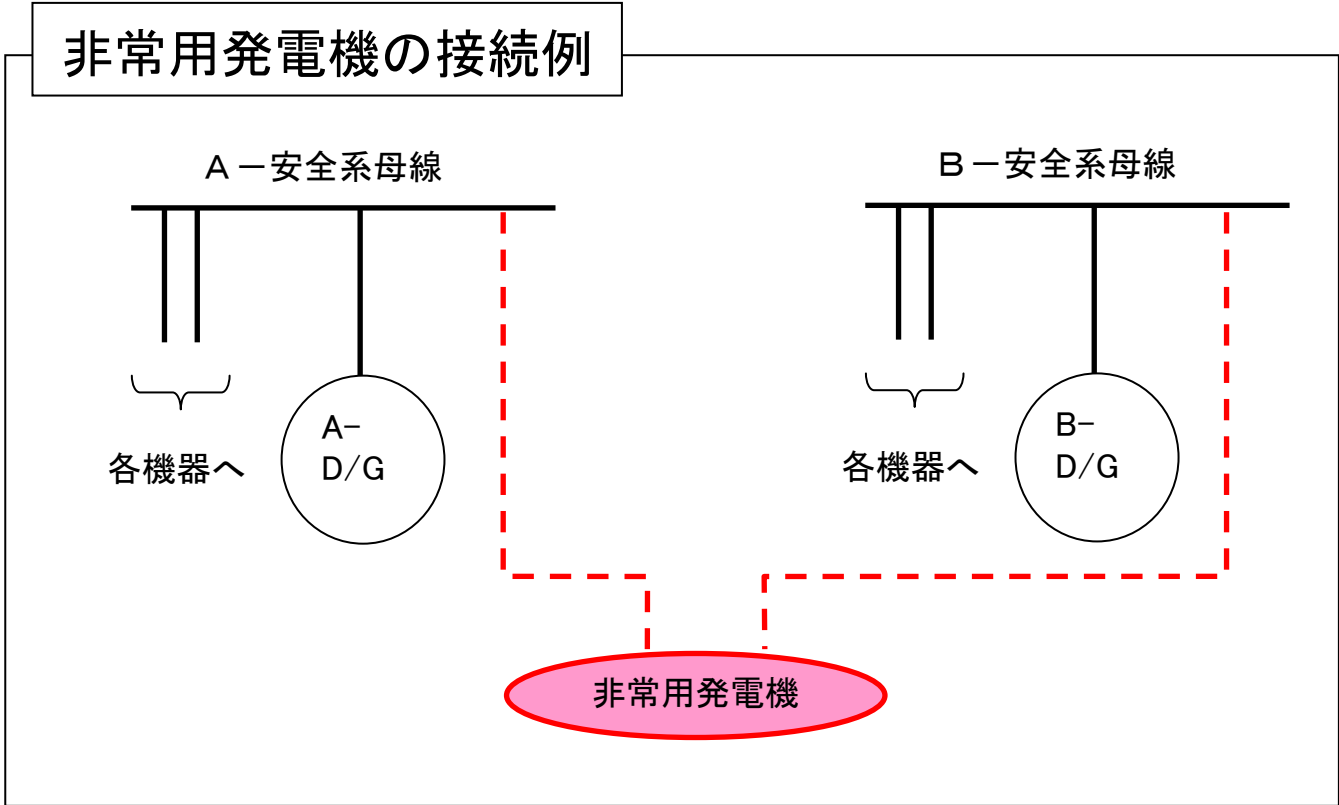 非常用発電機の接続例
A－安全系母線
B－安全系母線
各機器へ
A-
D/G
各機器へ
B-
D/G
非常用発電機